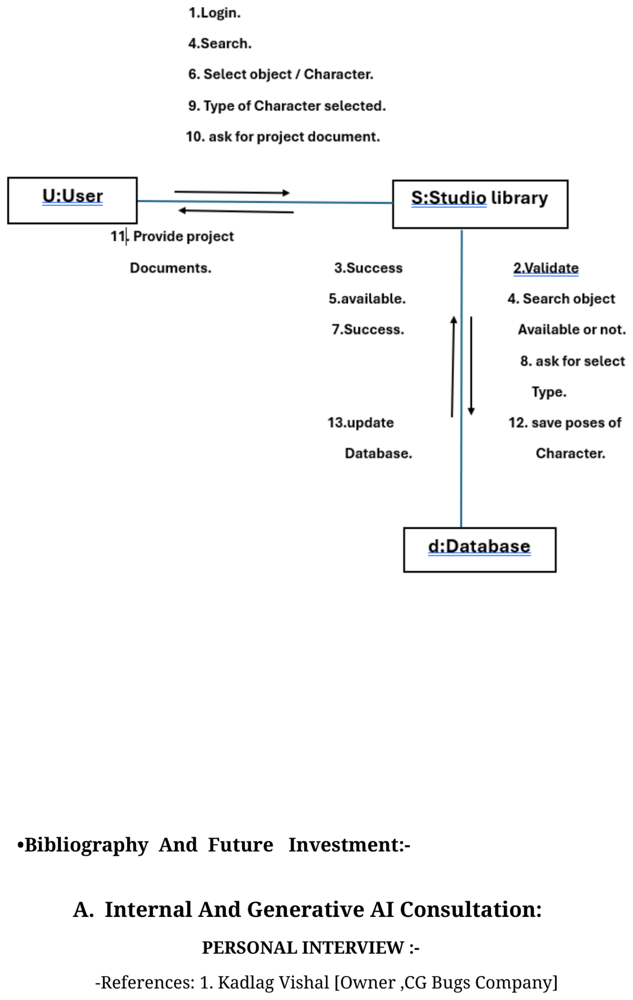 1.Login.
4.Search.
6. Select object / Character.
9. Type of Character selected.
10. ask for project document.
U:User
S:Studio library
11. Provide project
Documents.
3.Success
2.Validate
5.available.
4. Search object
7.Success.
Available or not.
8. ask for select
Type.
13.update
12. save poses of
Database.
Character.
d:Database
•Bibliography And Future Investment:-
A. Internal And Generative AI Consultation:
PERSONAL INTERVIEW :-
-References: 1. Kadlag Vishal [Owner ,CG Bugs Company]